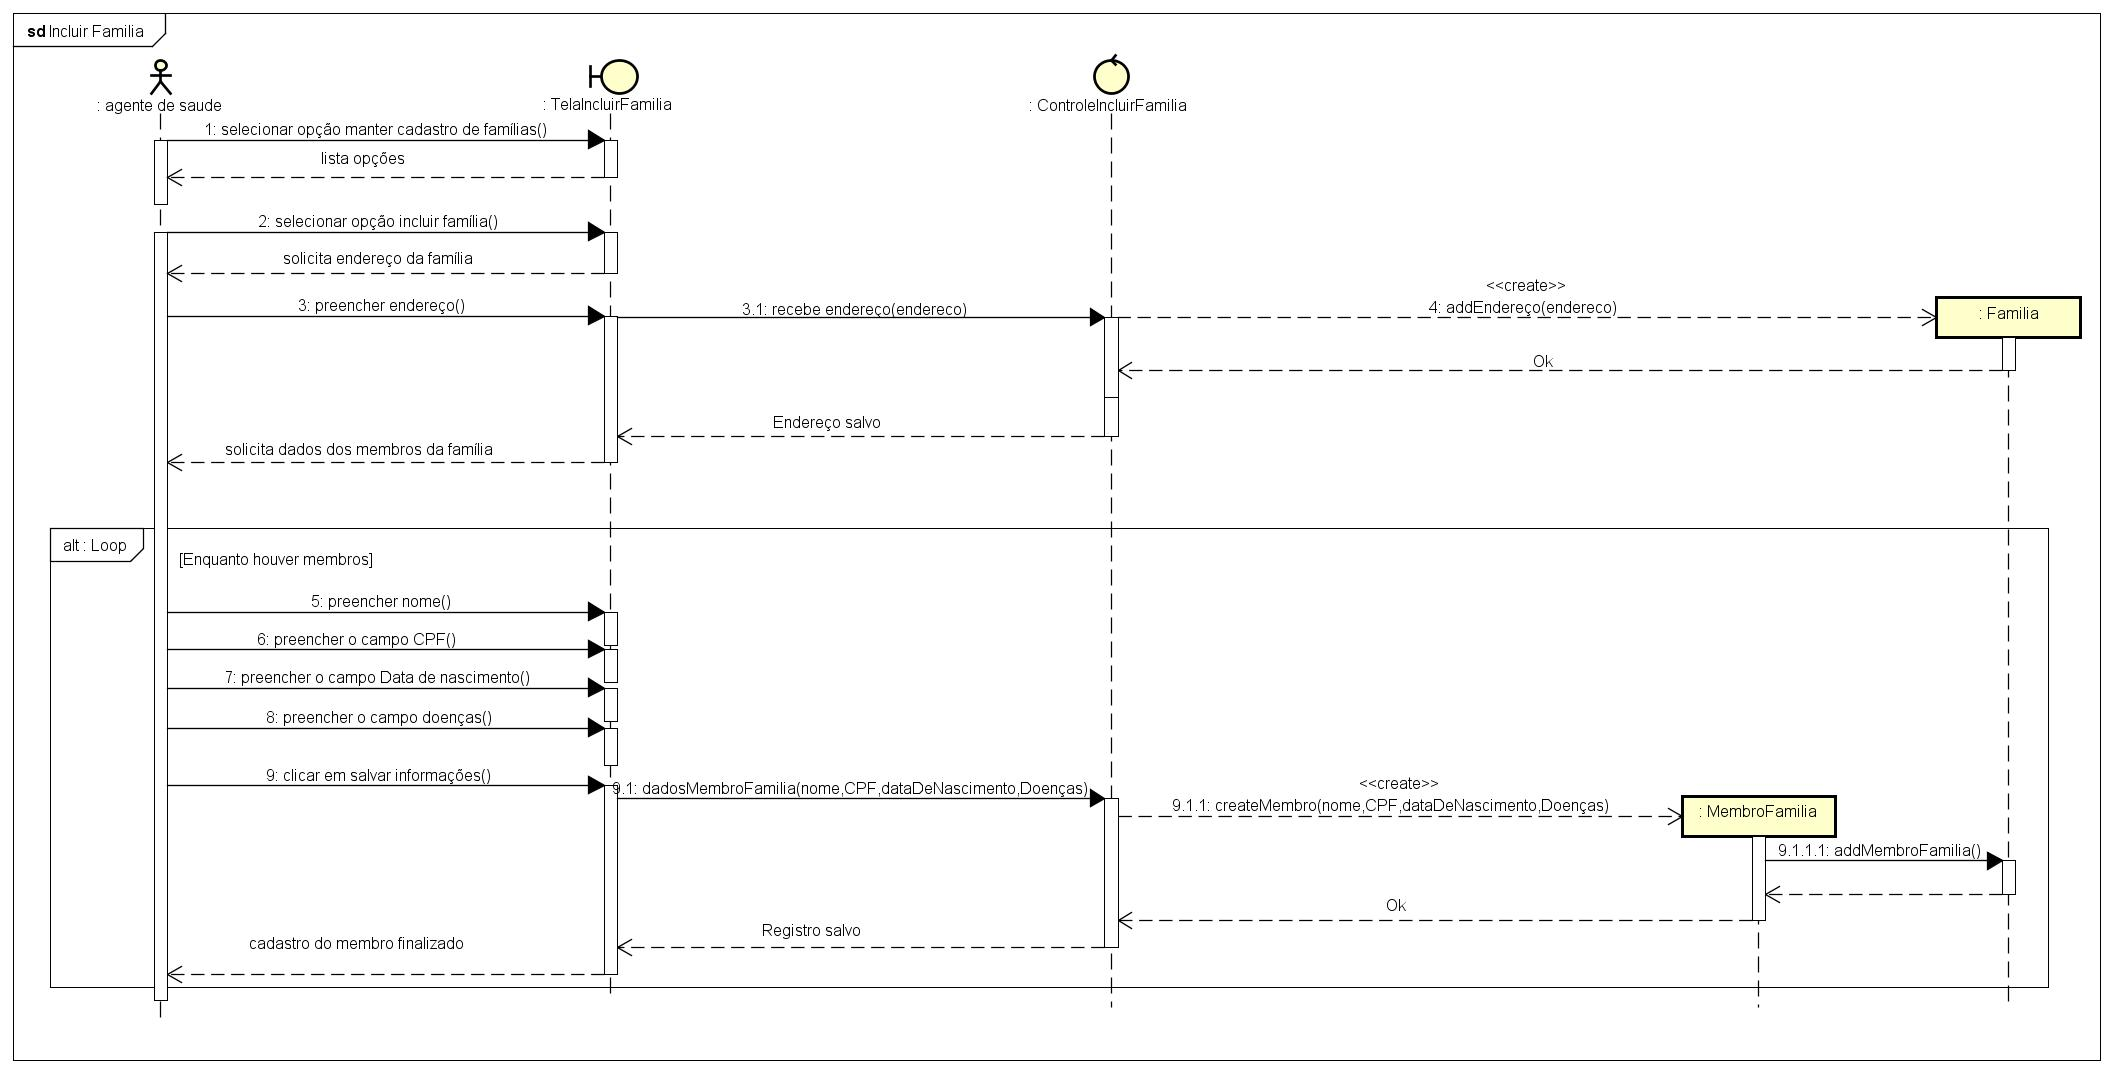 sd Incluir Familia
: agente de saude
: TelaIncluirFamilia
: ControleIncluirFamilia
1: selecionar opção manter cadastro de famílias()
lista opções
2: selecionar opção incluir família()
solicita endereço da família
<<create>>
3: preencher endereço()
3.1: recebe endereço(endereco)
4: addEndereço(endereco)
: Familia
Ok
Endereço salvo
solicita dados dos membros da família
alt : Loop
[Enquanto houver membros]
5: preencher nome()
6: preencher o campo CPF()
7: preencher o campo Data de nascimento()
8: preencher o campo doenças()
9: clicar em salvar informações()
9.1: dadosMembroFamilia(nome,CPF,dataDeNascimento,Doenças)
<<create>>
9.1.1: createMembro(nome,CPF,dataDeNascimento,Doenças)
: MembroFamilia
9.1.1.1: addMembroFamilia()
Ok
Registro salvo
cadastro do membro finalizado